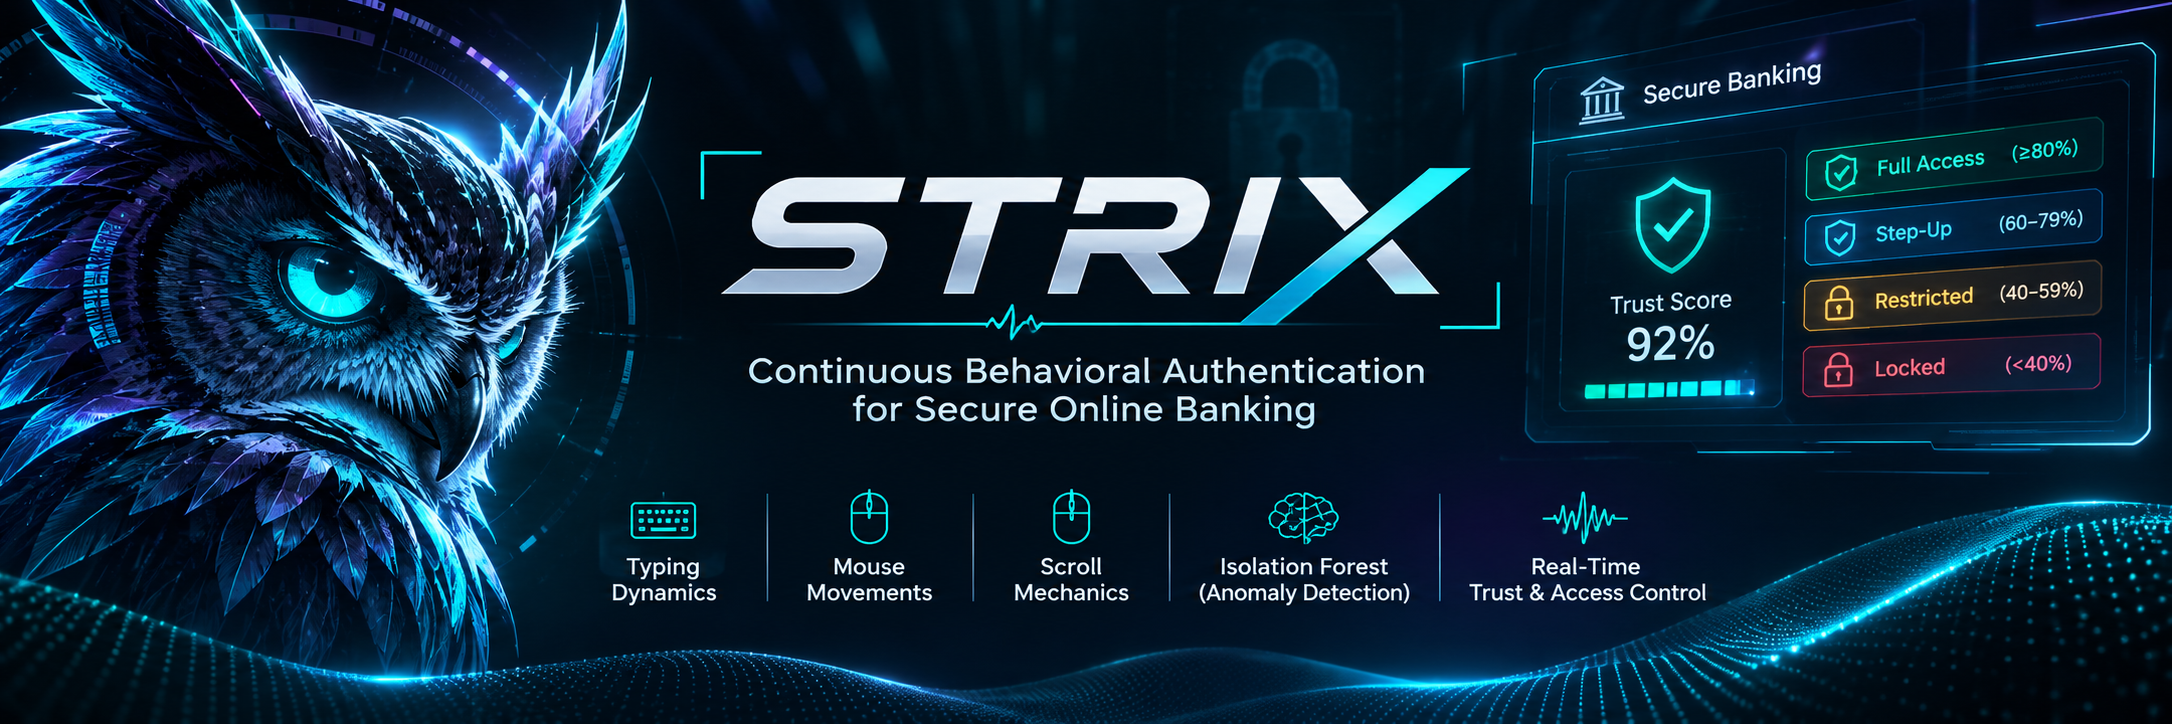 STRIX
Continuous Behavioral Authentication
for Secure Online Banking
Typing
Dynamics
Mouse
Movements
Scroll
Mechanics
Isolation Forest
(Anomaly Detection)
Real-Time
Trust & Access Control
Secure Banking
Trust Score
92%
Full Access (≥80%)
Step-Up (60–79%)
Restricted (40–59%)
Locked (<40%)